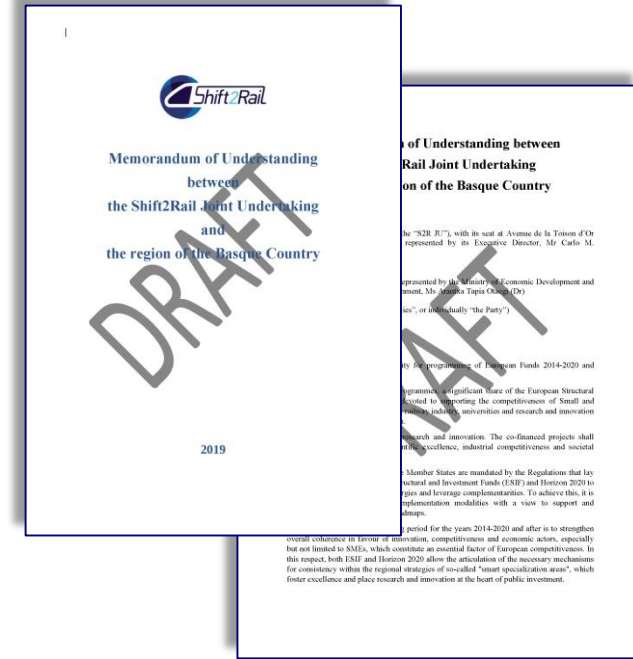 Shift2Rail
Memorandum of Understanding
between
the Shift2Rail Joint Undertaking
and
the region of the Basque Country
DRAFT
2019
of Understanding between
Rail Joint Undertaking
on of the Basque Country
the "S2R JU"), with its seat at Avenue de la Toison d'Or
represented by its Executive Director, Mr Carlo M.
epresented by the Ministry of Economic Development and
nment, Ms Arantxa Tapia Otaegi (Dr)
ies", or individually "the Party")
ity for programming of European Funds 2014-2020 and
ogrammes, a significant share of the European Structural
evoted to supporting the competitiveness of Small and
railway industry, universities and research and innovation
research and innovation. The co-financed projects shall
ntific excellence, industrial competitiveness and societal
Member States are mandated by the Regulations that lay
ructural and Investment Funds (ESIF) and Horizon 2020 to
ergies and leverage complementarities. To achieve this, it is
mplementation modalities with a view to support and
admaps.
period for the years 2014-2020 and after is to strengthen
overall coherence in favour of innovation, competitiveness and economic actors, especially
but not limited to SMEs, which constitute an essential factor of European competitiveness. In
this respect, both ESIF and Horizon 2020 allow the articulation of the necessary mechanisms
for consistency within the regional strategies of so-called "smart specialization areas", which
foster excellence and place research and innovation at the heart of public investment.